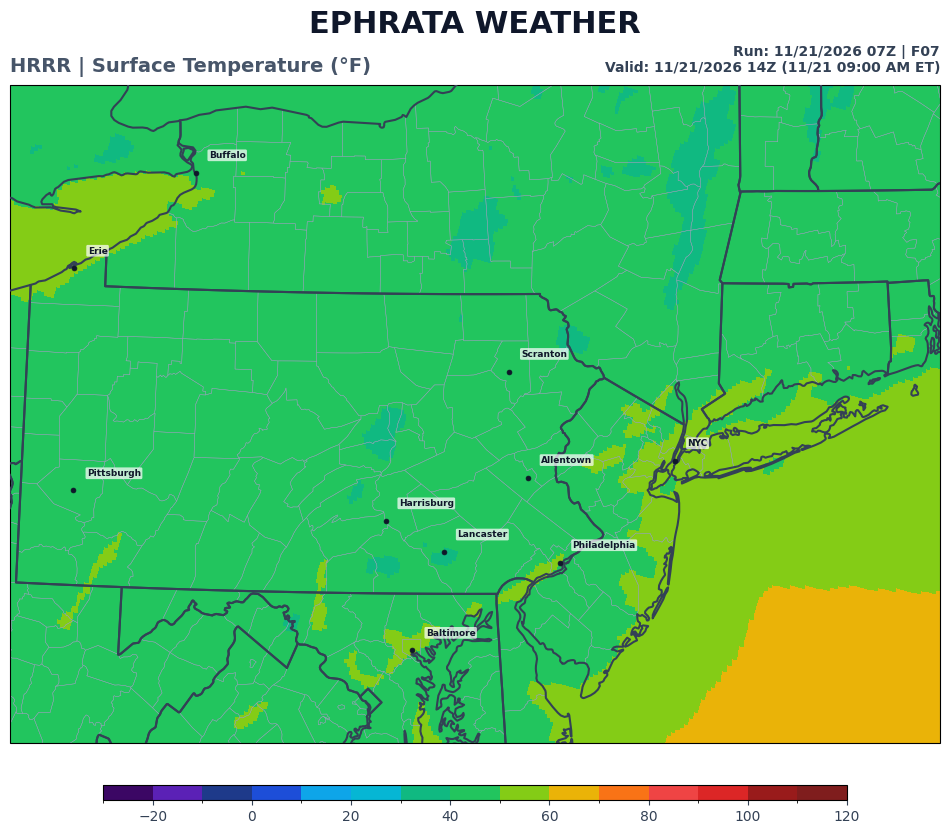 EPHRATA WEATHER
HRRR | Surface Temperature (°F)
Run: 11/21/2026 07Z | F07
Valid: 11/21/2026 14Z (11/21 09:00 AM ET)
Buffalo
Erie
Scranton
NYC
Allentown
Pittsburgh
Harrisburg
Lancaster
Philadelphia
Baltimore
−20 0 20 40 60 80 100 120